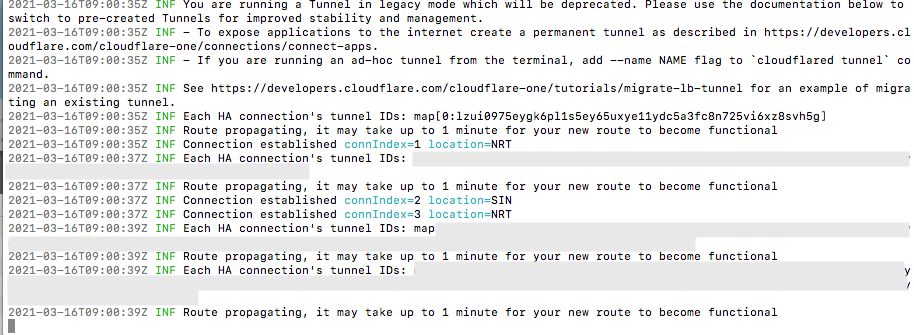 2021-03-16T09:00:35Z INF You are running a Tunnel in legacy mode which will be deprecated. Please use the documentation below to
switch to pre-created Tunnels for improved stability and management.
2021-03-16T09:00:35Z INF – To expose applications to the internet create a permanent tunnel as described in https://developers.cl
oudflare.com/cloudflare-one/connections/connect-apps.
2021-03-16T09:00:35Z INF – If you are running an ad-hoc tunnel from the terminal, add --name NAME flag to `cloudflared tunnel` co
mmand.
2021-03-16T09:00:35Z INF See https://developers.cloudflare.com/cloudflare-one/tutorials/migrate-lb-tunnel for an example of migra
ting an existing tunnel.
2021-03-16T09:00:35Z INF Each HA connection's tunnel IDs: map[0:lzui0975eygk6pl1s5ey65uxye11ydc5a3fc8n725vi6xz8svh5g]
2021-03-16T09:00:35Z INF Route propagating, it may take up to 1 minute for your new route to become functional
2021-03-16T09:00:35Z INF Connection established connIndex=1 location=NRT
2021-03-16T09:00:37Z INF Each HA connection's tunnel IDs:
2021-03-16T09:00:37Z INF Route propagating, it may take up to 1 minute for your new route to become functional
2021-03-16T09:00:37Z INF Connection established connIndex=2 location=SIN
2021-03-16T09:00:37Z INF Connection established connIndex=3 location=NRT
2021-03-16T09:00:39Z INF Each HA connection's tunnel IDs: map
2021-03-16T09:00:39Z INF Route propagating, it may take up to 1 minute for your new route to become functional
2021-03-16T09:00:39Z INF Each HA connection's tunnel IDs:
2021-03-16T09:00:39Z INF Route propagating, it may take up to 1 minute for your new route to become functional